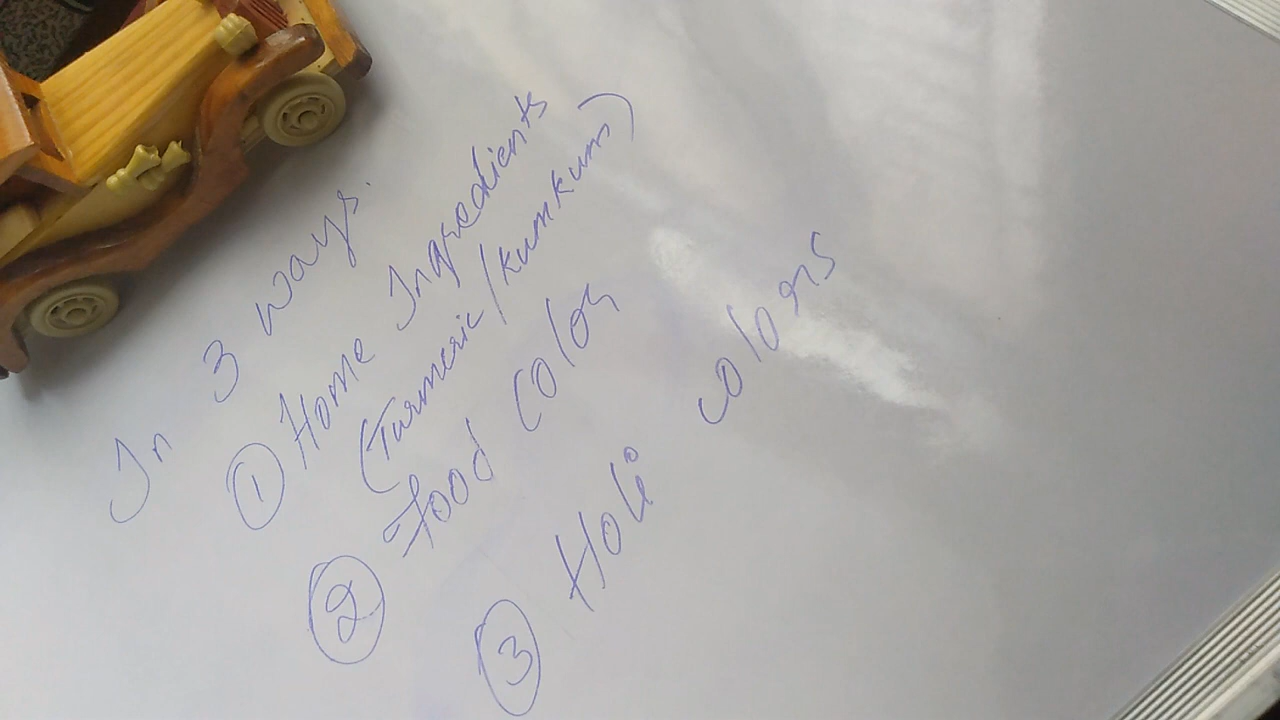 In 3 ways.
① Home Ingredients
(Turmeric/kumkum)
② Food Color
③ Holi colors